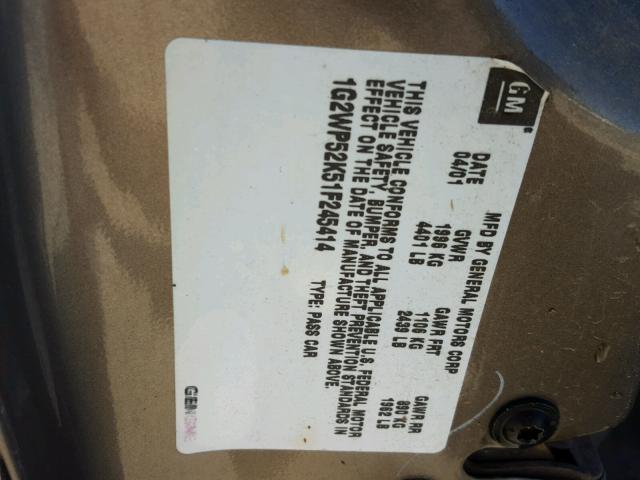 GM
MFD BY GENERAL MOTORS CORP
DATE GVWR GAWR FRT GAWR RR
04/01 1996 KG 1106 KG 890 KG
4401 LB 2439 LB 1962 LB
THIS VEHICLE CONFORMS TO ALL APPLICABLE U.S. FEDERAL MOTOR
VEHICLE SAFETY, BUMPER, AND THEFT PREVENTION STANDARDS IN
EFFECT ON THE DATE OF MANUFACTURE SHOWN ABOVE.
1G2WP52K51F245414 TYPE: PASS CAR